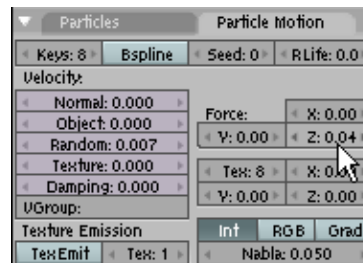 Particles Particle Motion
Keys: 8 Bspline Seed: 0 RLife: 0.0
Velocity:
Normal: 0.000
Object: 0.000
Random: 0.007
Texture: 0.000
Damping: 0.000
VGroup:
Force: X: 0.00
Y: 0.00 Z: 0.04
Tex: 8 X: 0.00
Y: 0.00 Z: 0.00
Texture Emission
TexEmit Tex: 1
Int RGB Grad
Nabla: 0.050